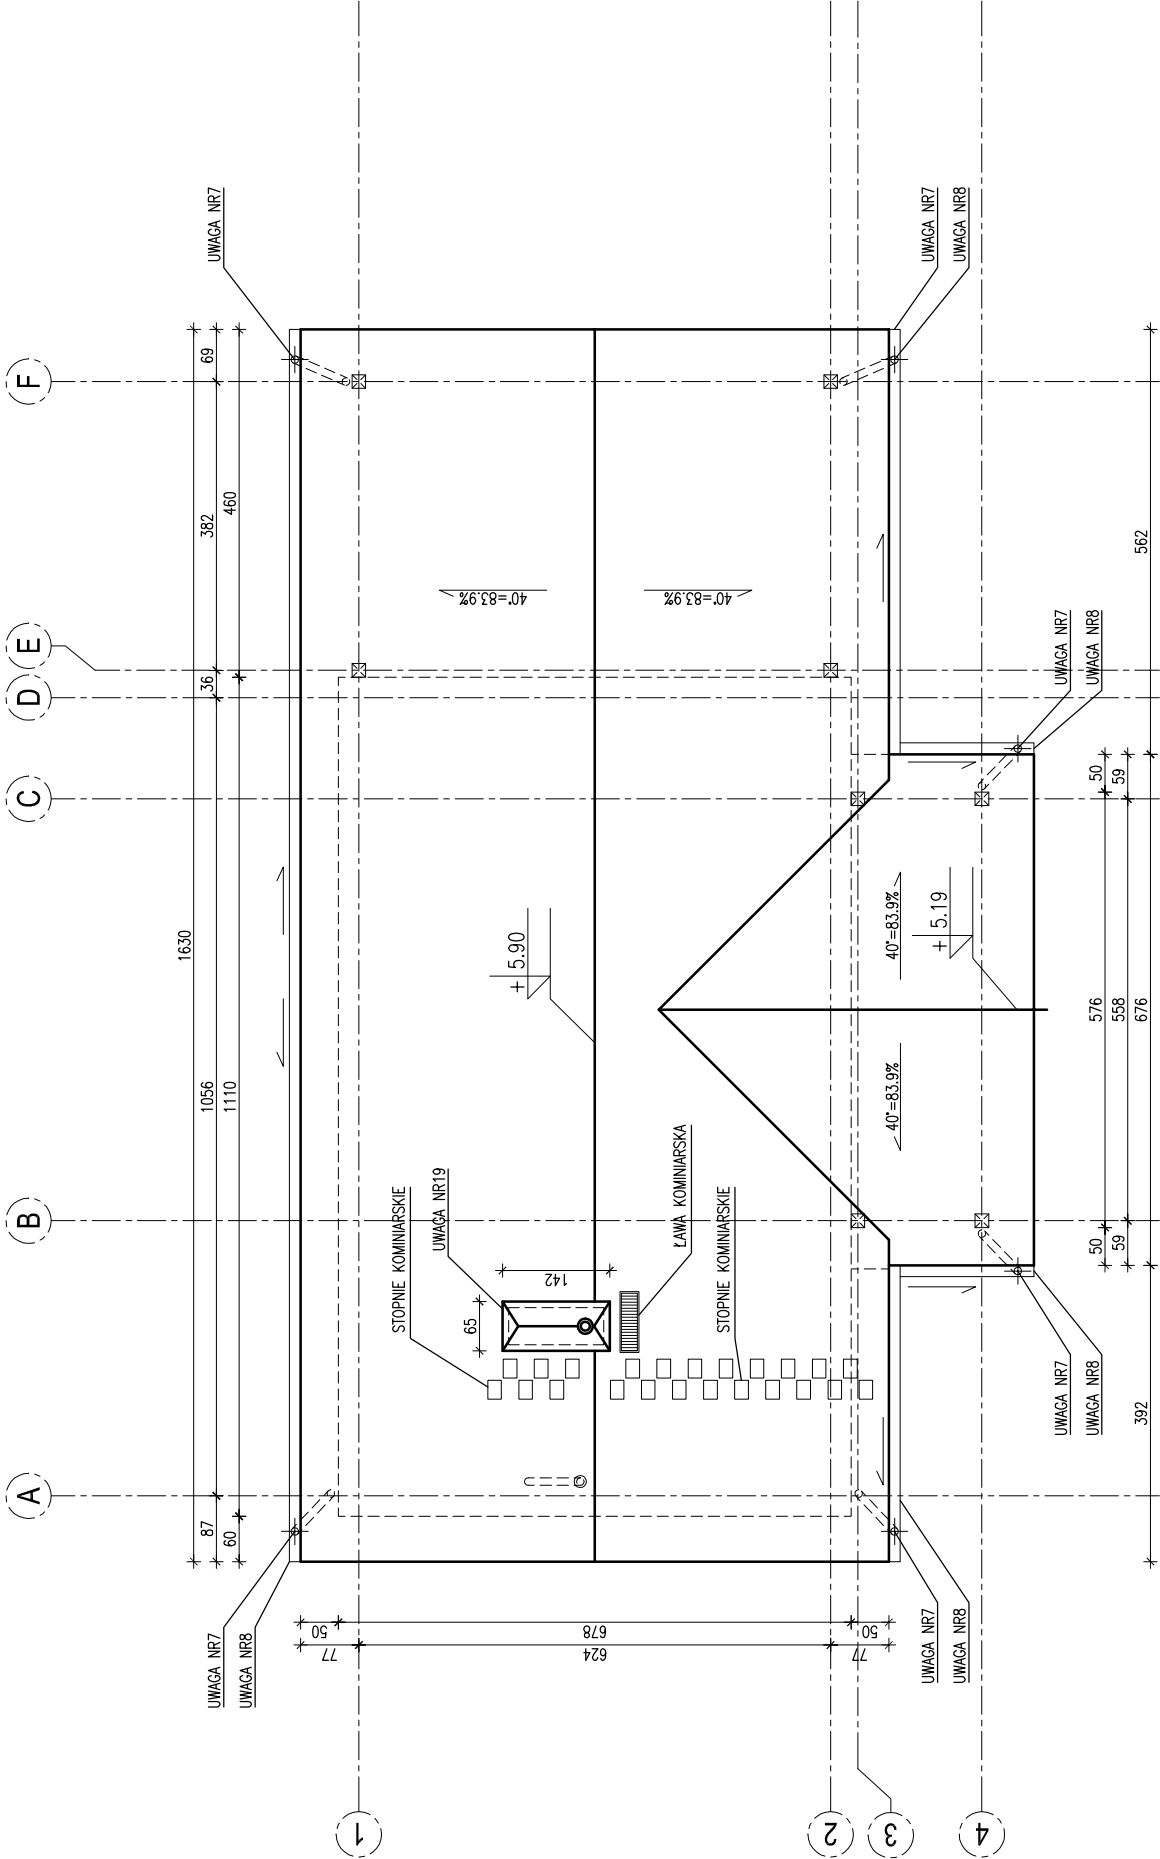 A
B
C
D
E
F
1
2
3
4
1630
87
1056
36
382
69
60
1110
460
77
624
77
50
678
50
UWAGA NR7
UWAGA NR8
UWAGA NR7
STOPNIE KOMINIARSKIE
UWAGA NR19
65
142
ŁAWA KOMINIARSKA
STOPNIE KOMINIARSKIE
+ 5.90
40°=83.9%
40°=83.9%
40°=83.9%
40°=83.9%
+ 5.19
UWAGA NR7
UWAGA NR8
UWAGA NR7
UWAGA NR8
UWAGA NR7
UWAGA NR8
UWAGA NR7
UWAGA NR8
50
576
50
59
558
59
392
676
562